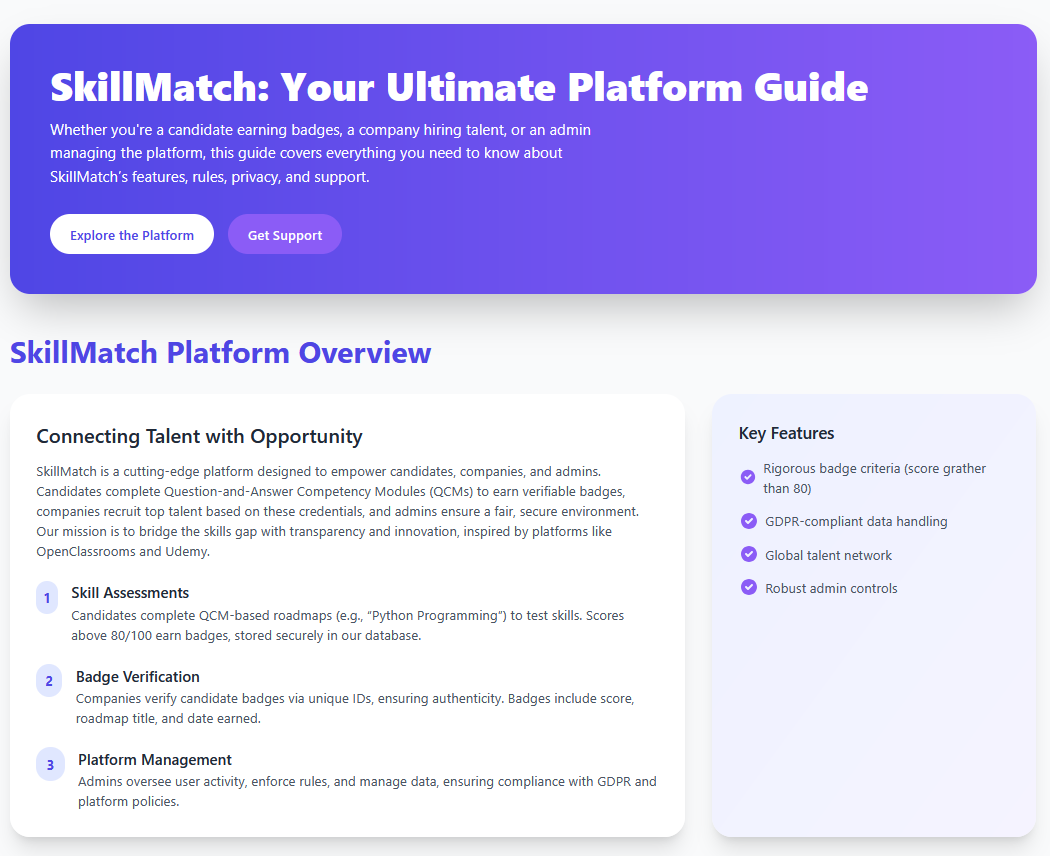 SkillMatch: Your Ultimate Platform Guide
Whether you're a candidate earning badges, a company hiring talent, or an admin
managing the platform, this guide covers everything you need to know about
SkillMatch's features, rules, privacy, and support.
Explore the Platform
Get Support
SkillMatch Platform Overview
Connecting Talent with Opportunity
SkillMatch is a cutting-edge platform designed to empower candidates, companies, and admins.
Candidates complete Question-and-Answer Competency Modules (QCMs) to earn verifiable badges,
companies recruit top talent based on these credentials, and admins ensure a fair, secure environment.
Our mission is to bridge the skills gap with transparency and innovation, inspired by platforms like
OpenClassrooms and Udemy.
1 Skill Assessments
Candidates complete QCM-based roadmaps (e.g., “Python Programming”) to test skills. Scores
above 80/100 earn badges, stored securely in our database.
2 Badge Verification
Companies verify candidate badges via unique IDs, ensuring authenticity. Badges include score,
roadmap title, and date earned.
3 Platform Management
Admins oversee user activity, enforce rules, and manage data, ensuring compliance with GDPR and
platform policies.
Key Features
Rigorous badge criteria (score grather
than 80)
GDPR-compliant data handling
Global talent network
Robust admin controls